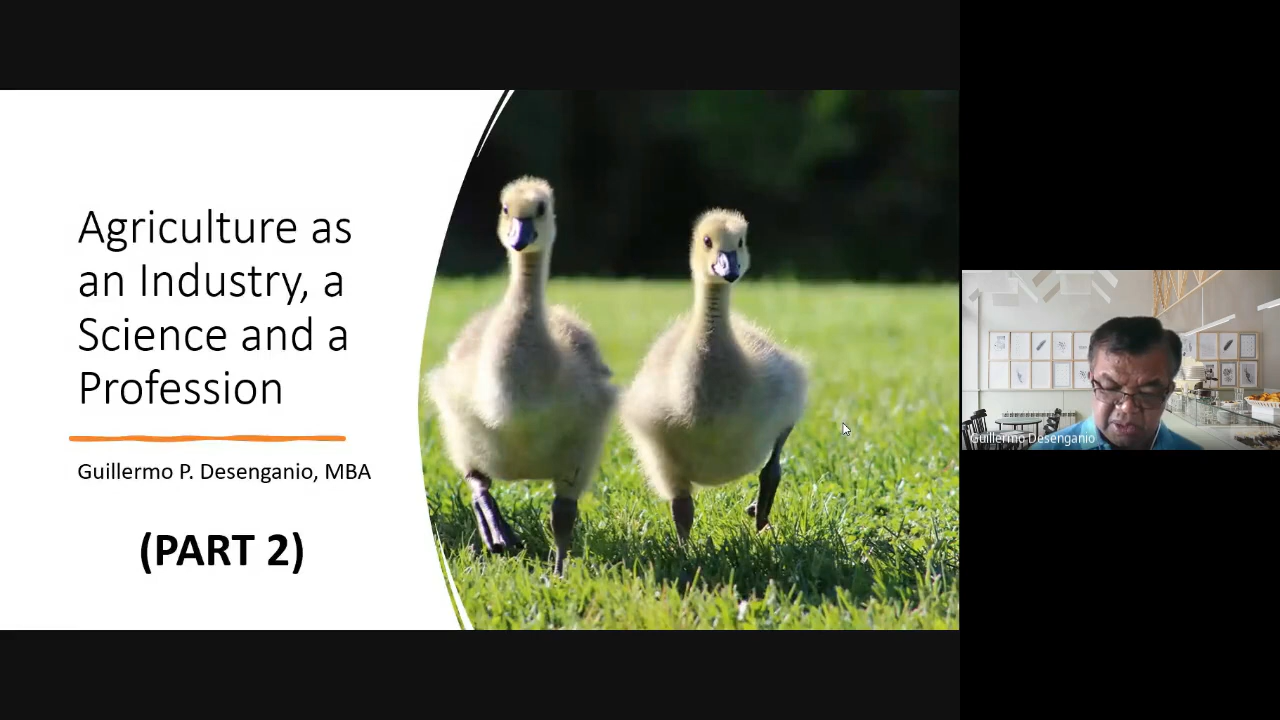 Agriculture as
an Industry, a
Science and a
Profession
Guillermo P. Desenganio, MBA
(PART 2)
Guillermo Desenganio